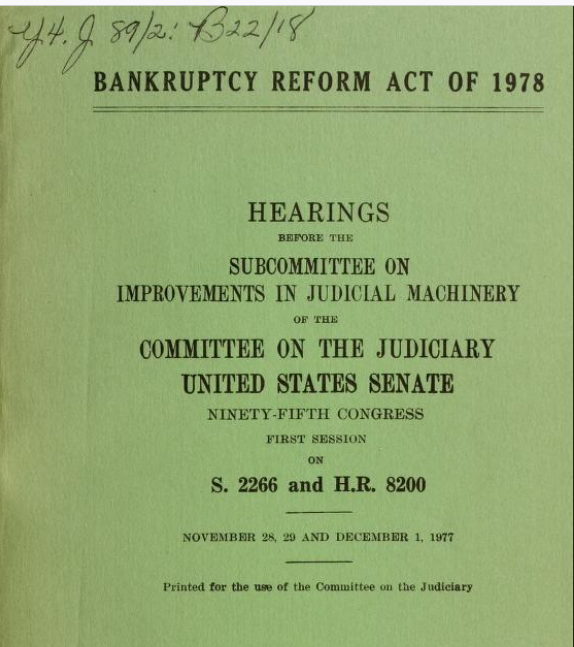 Y4. J 89/2: B22/18
BANKRUPTCY REFORM ACT OF 1978
HEARINGS
BEFORE THE
SUBCOMMITTEE ON
IMPROVEMENTS IN JUDICIAL MACHINERY
OF THE
COMMITTEE ON THE JUDICIARY
UNITED STATES SENATE
NINETY-FIFTH CONGRESS
FIRST SESSION
ON
S. 2266 and H.R. 8200
NOVEMBER 28, 29 AND DECEMBER 1, 1977
Printed for the use of the Committee on the Judiciary